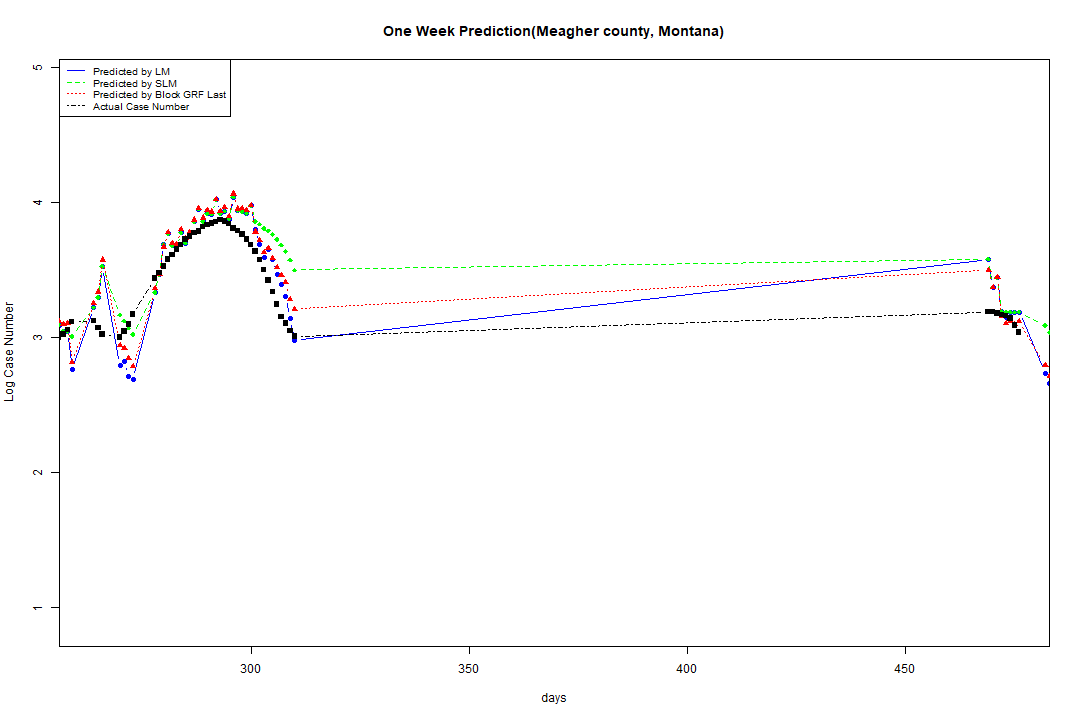 One Week Prediction(Meagher county, Montana)
Predicted by LM
Predicted by SLM
Predicted by Block GRF Last
Actual Case Number
5
4
3
2
1
Log Case Number
300
350
400
450
days